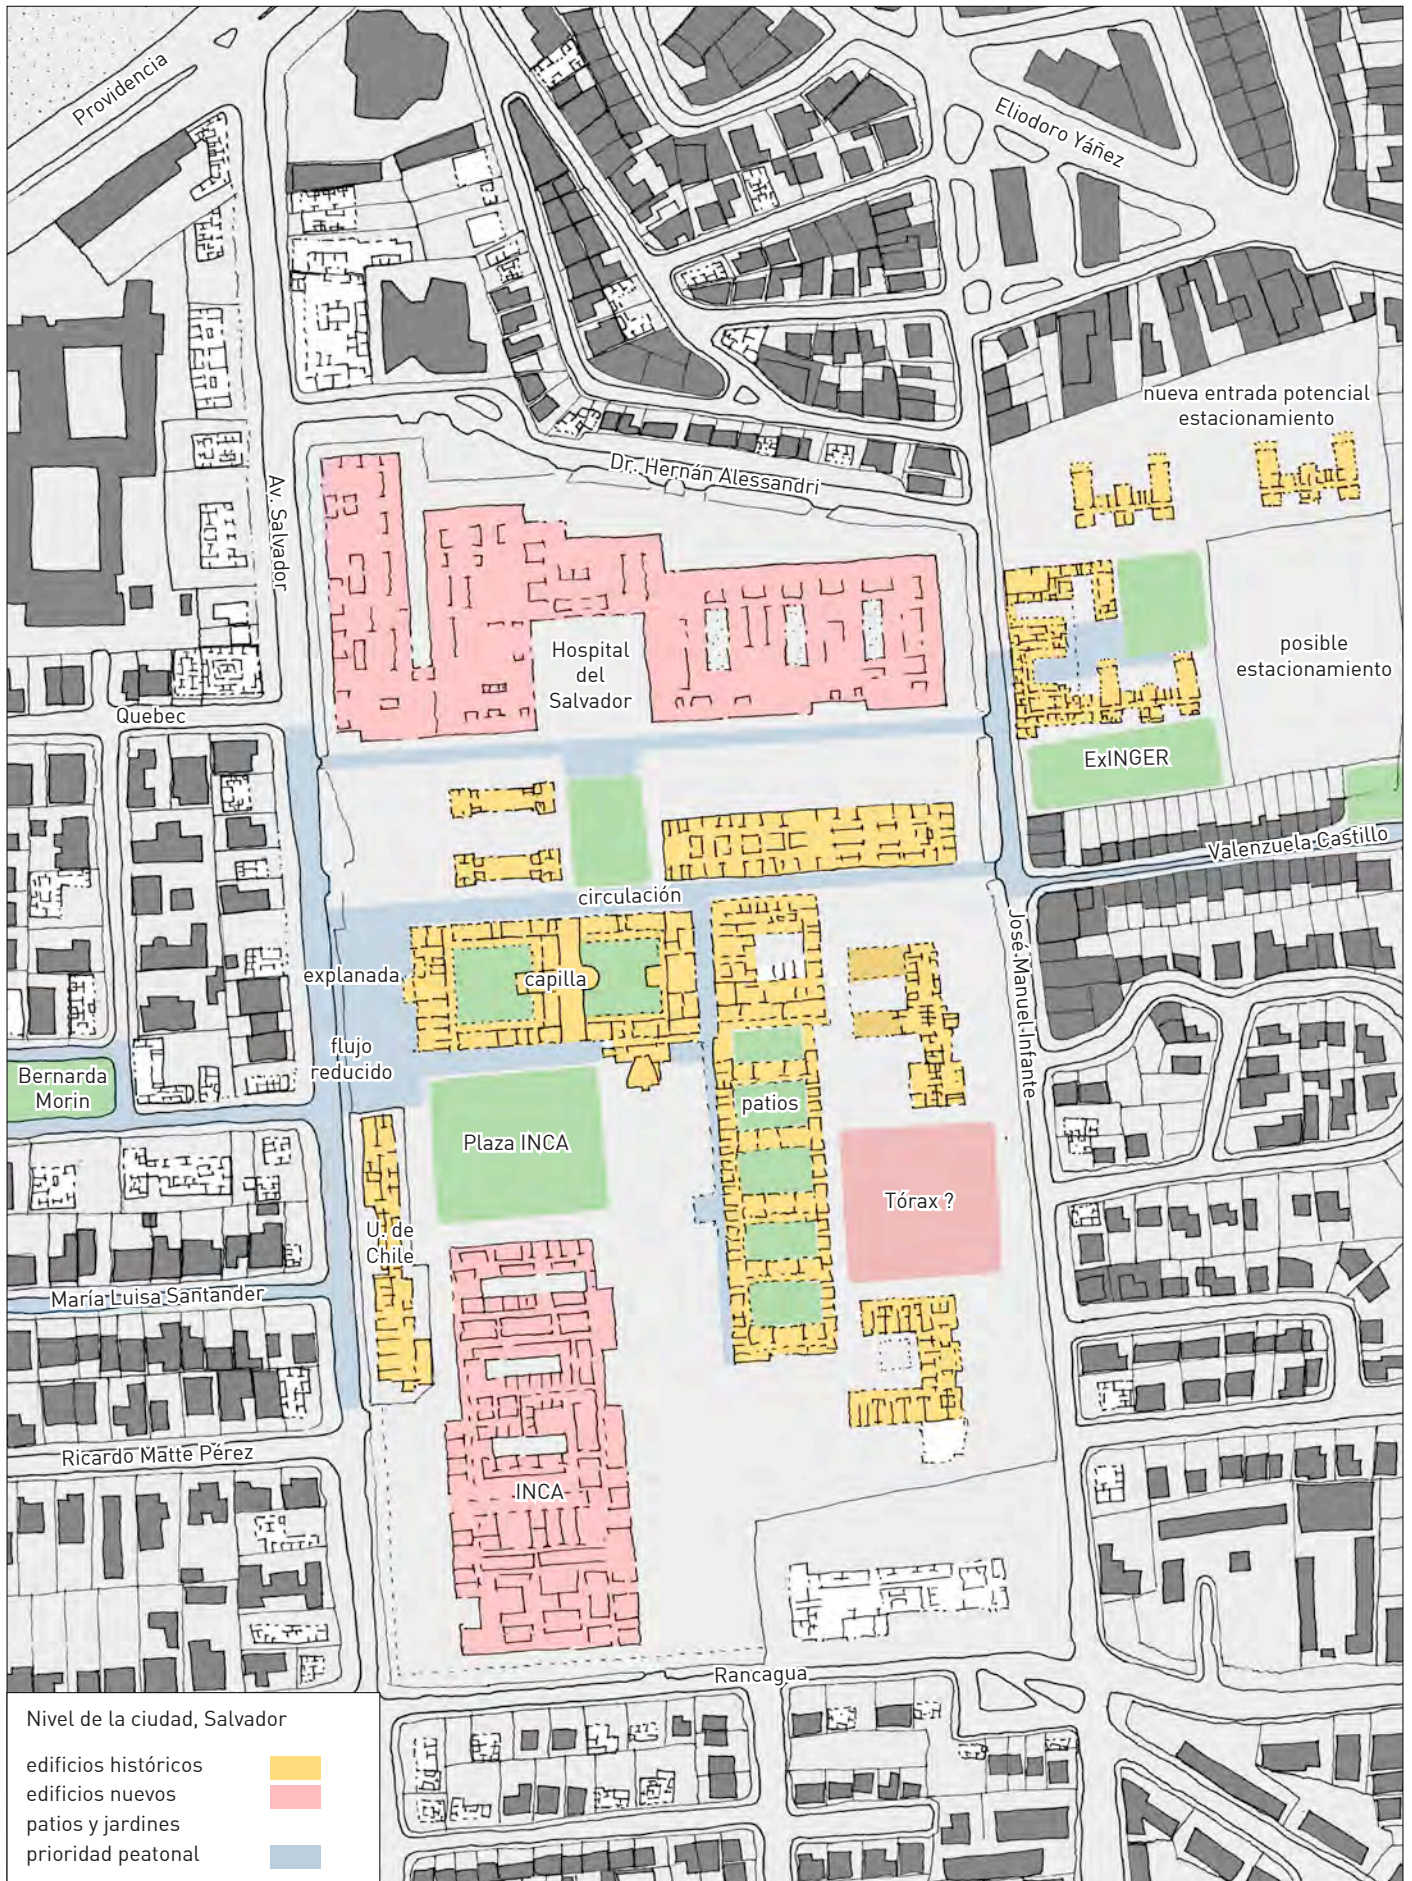 Providencia
Eliodoro Yáñez
nueva entrada potencial
estacionamiento
Dr. Hernán Alessandri
Av. Salvador
Hospital
del
Salvador
posible
estacionamiento
Quebec
ExINGER
Valenzuela Castillo
circulación
explanada
capilla
José Manuel Infante
flujo
reducido
Bernarda
Morin
patios
Plaza INCA
Tórax ?
U. de
Chile
María Luisa Santander
Ricardo Matte Pérez
INCA
Rancagua
Nivel de la ciudad, Salvador
edificios históricos
edificios nuevos
patios y jardines
prioridad peatonal